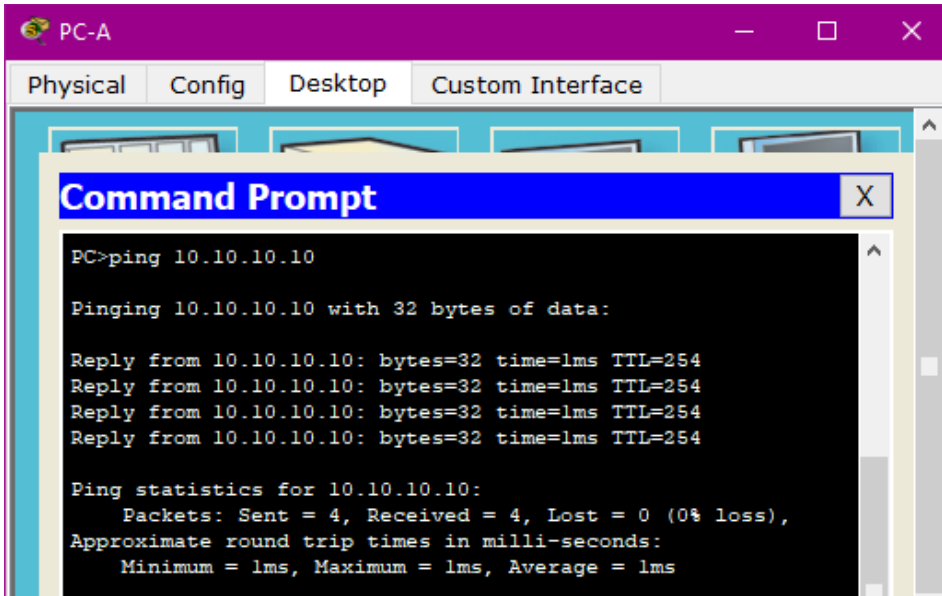 PC-A
Physical Config Desktop Custom Interface
Command Prompt X
PC>ping 10.10.10.10
Pinging 10.10.10.10 with 32 bytes of data:
Reply from 10.10.10.10: bytes=32 time=1ms TTL=254
Reply from 10.10.10.10: bytes=32 time=1ms TTL=254
Reply from 10.10.10.10: bytes=32 time=1ms TTL=254
Reply from 10.10.10.10: bytes=32 time=1ms TTL=254
Ping statistics for 10.10.10.10:
Packets: Sent = 4, Received = 4, Lost = 0 (0% loss),
Approximate round trip times in milli-seconds:
Minimum = 1ms, Maximum = 1ms, Average = 1ms